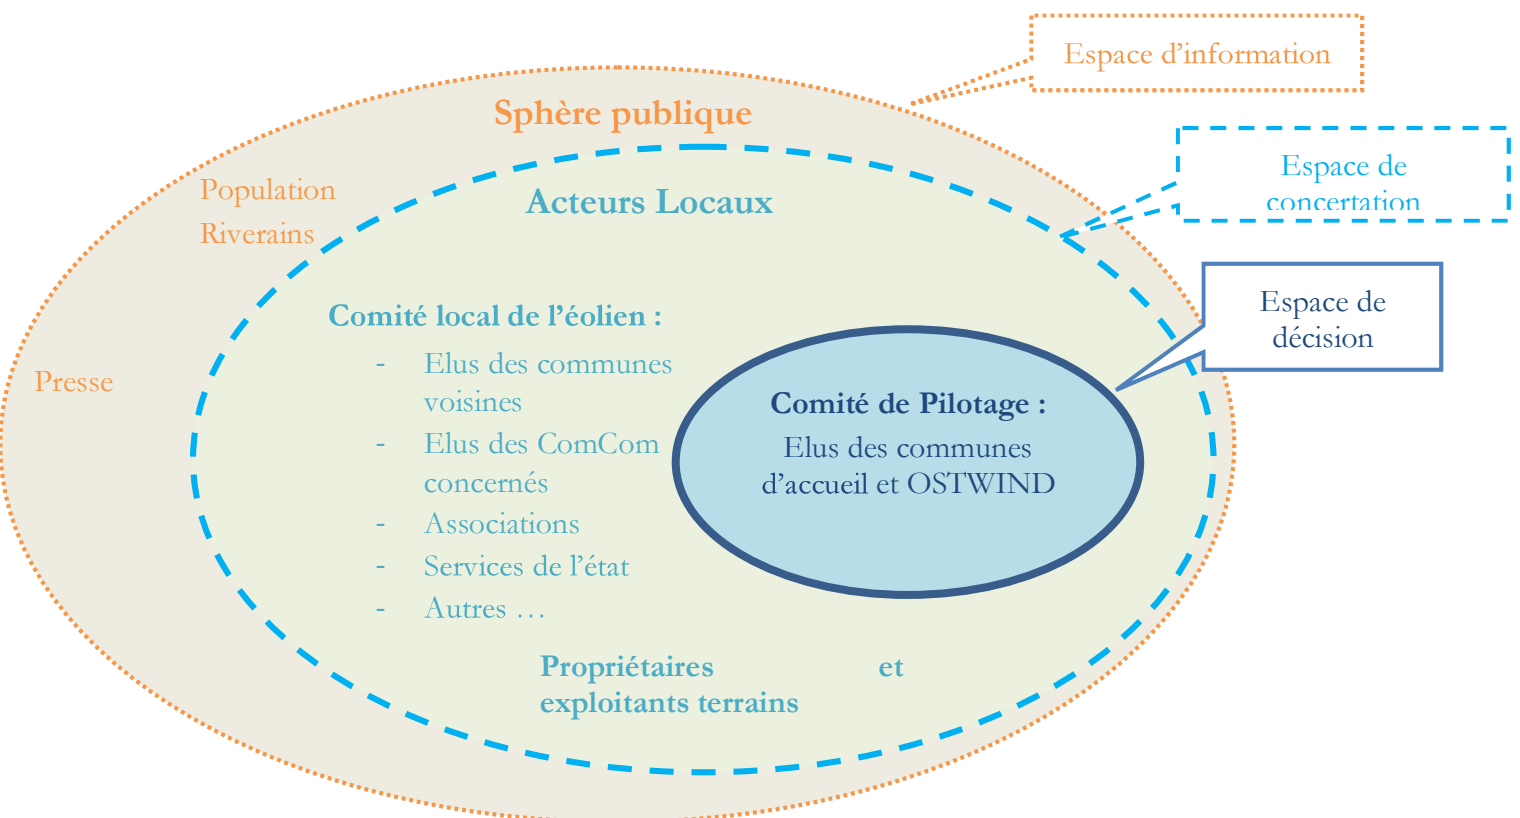 Espace d'information
Sphère publique
Espace de
concertation
Population
Riverains
Acteurs Locaux
Espace de
décision
Comité local de l'éolien :
- Elus des communes
voisines
- Elus des ComCom
concernés
- Associations
- Services de l'état
- Autres …
Presse
Comité de Pilotage :
Elus des communes
d'accueil et OSTWIND
Propriétaires et
exploitants terrains